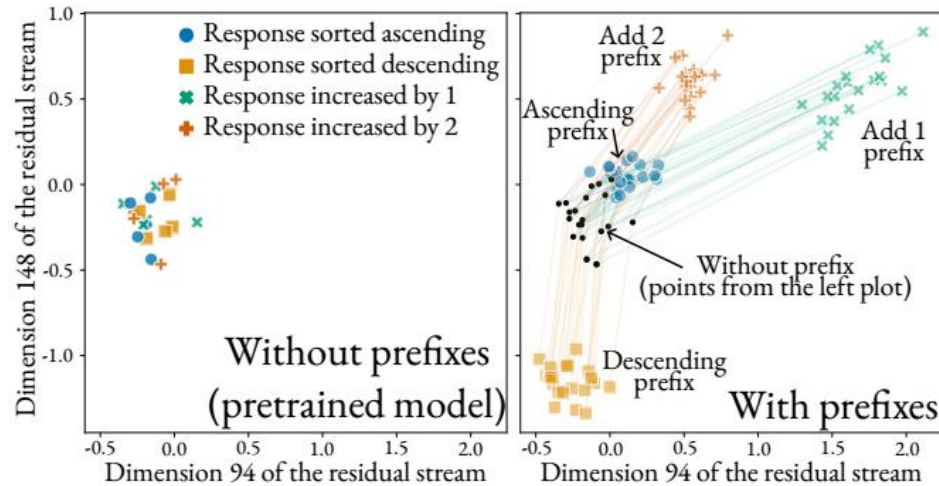 Dimension 148 of the residual stream
1.0
0.5
0.0
-0.5
-1.0
Response sorted ascending
Response sorted descending
Response increased by 1
Response increased by 2
Without prefixes
(pretrained model)
-0.5 0.0 0.5 1.0 1.5 2.0
Dimension 94 of the residual stream
Add 2
prefix
Ascending
prefix
Add 1
prefix
Without prefix
(points from the left plot)
Descending
prefix
With prefixes
-0.5 0.0 0.5 1.0 1.5 2.0
Dimension 94 of the residual stream